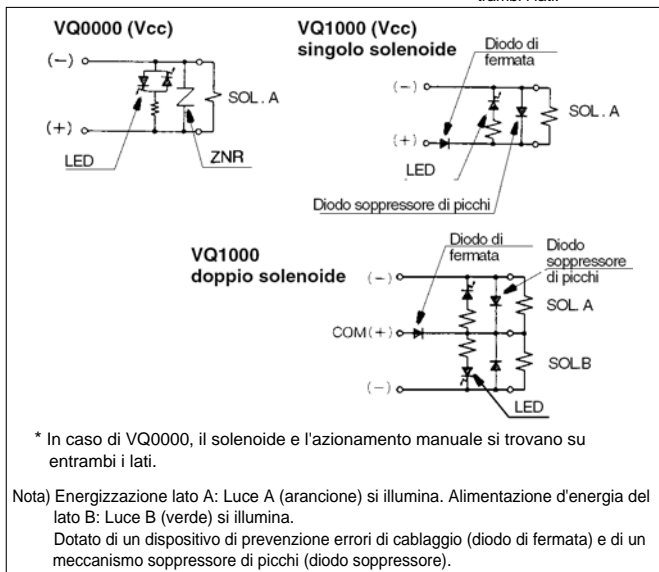 VQ0000 (Vcc)
(-)
SOL. A
(+)
LED
ZNR
VQ1000 (Vcc)
singolo solenoide
Diodo di
fermata
(-)
SOL. A
(+)
LED
Diodo soppressore di picchi
VQ1000
doppio solenoide
Diodo di
fermata
Diodo
soppressore
di picchi
(-)
SOL. A
COM(+)
SOL.B
(-)
LED
* In caso di VQ0000, il solenoide e l'azionamento manuale si trovano su
entrambi i lati.
Nota) Energizzazione lato A: Luce A (arancione) si illumina. Alimentazione d'energia del
lato B: Luce B (verde) si illumina.
Dotato di un dispositivo di prevenzione errori di cablaggio (diodo di fermata) e di un
meccanismo soppressore di picchi (diodo soppressore).